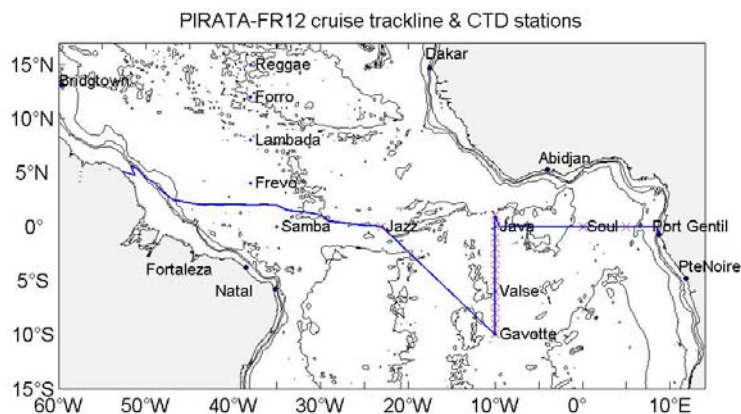 PIRATA-FR12 cruise trackline & CTD stations
15°N
10°N
5°N
0°
5°S
10°S
15°S
Dakar
Reggae
Bridgtown
Forro
Lambada
Abidjan
Frevo
Samba
Jazz
Java
Soul
Port Gentil
Fortaleza
PteNoire
Natal
Valse
Gavotte
60°W
50°W
40°W
30°W
20°W
10°W
0°
10°E